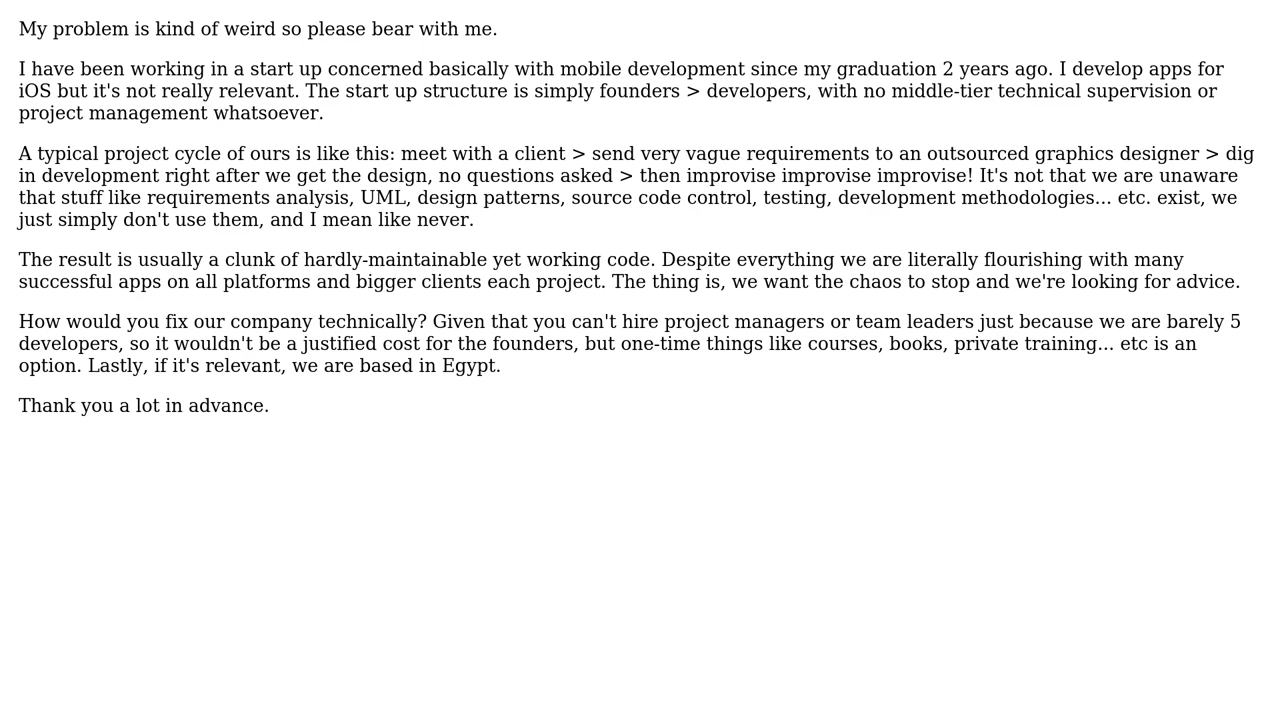 My problem is kind of weird so please bear with me.
I have been working in a start up concerned basically with mobile development since my graduation 2 years ago. I develop apps for
iOS but it's not really relevant. The start up structure is simply founders > developers, with no middle-tier technical supervision or
project management whatsoever.
A typical project cycle of ours is like this: meet with a client > send very vague requirements to an outsourced graphics designer > dig
in development right after we get the design, no questions asked > then improvise improvise improvise! It's not that we are unaware
that stuff like requirements analysis, UML, design patterns, source code control, testing, development methodologies... etc. exist, we
just simply don't use them, and I mean like never.
The result is usually a clunk of hardly-maintainable yet working code. Despite everything we are literally flourishing with many
successful apps on all platforms and bigger clients each project. The thing is, we want the chaos to stop and we're looking for advice.
How would you fix our company technically? Given that you can't hire project managers or team leaders just because we are barely 5
developers, so it wouldn't be a justified cost for the founders, but one-time things like courses, books, private training... etc is an
option. Lastly, if it's relevant, we are based in Egypt.
Thank you a lot in advance.